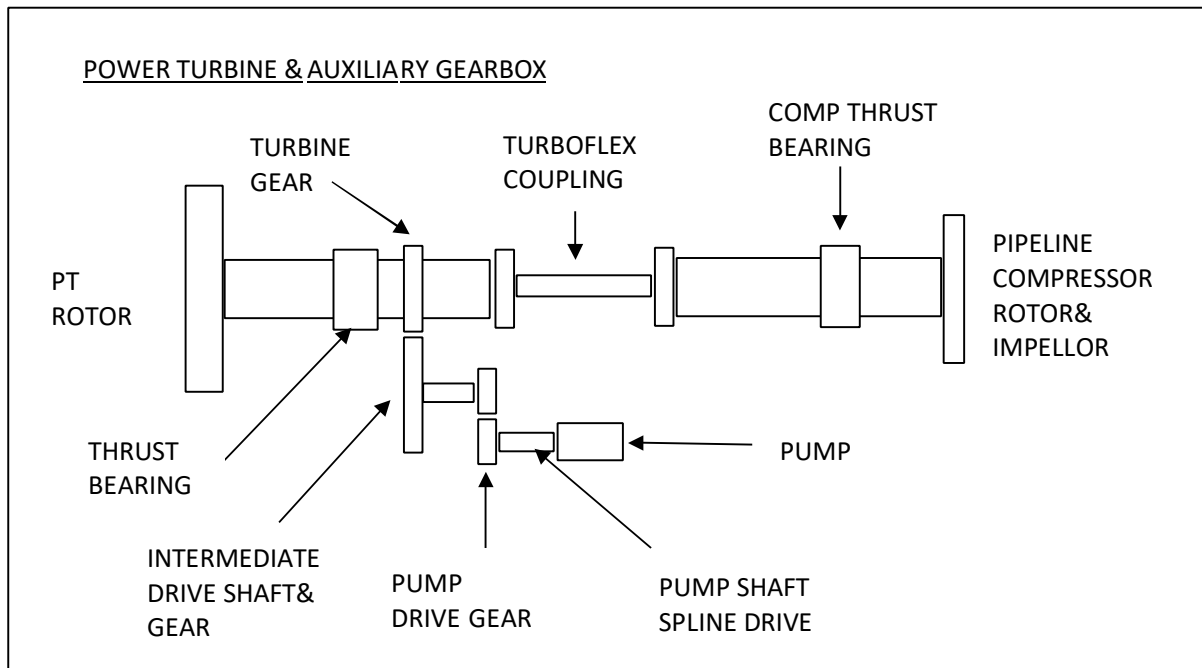 POWER TURBINE & AUXILIARY GEARBOX
COMP THRUST
BEARING
TURBINE
GEAR
TURBOFLEX
COUPLING
PT
ROTOR
PIPELINE
COMPRESSOR
ROTOR&
IMPELLOR
THRUST
BEARING
PUMP
INTERMEDIATE
DRIVE SHAFT&
GEAR
PUMP
DRIVE GEAR
PUMP SHAFT
SPLINE DRIVE